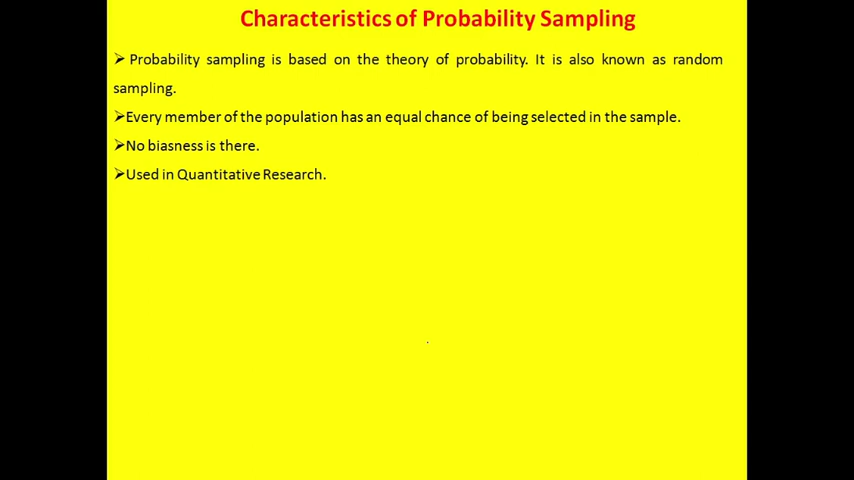 Characteristics of Probability Sampling
➢ Probability sampling is based on the theory of probability. It is also known as random
sampling.
➢Every member of the population has an equal chance of being selected in the sample.
➢No biasness is there.
➢Used in Quantitative Research.